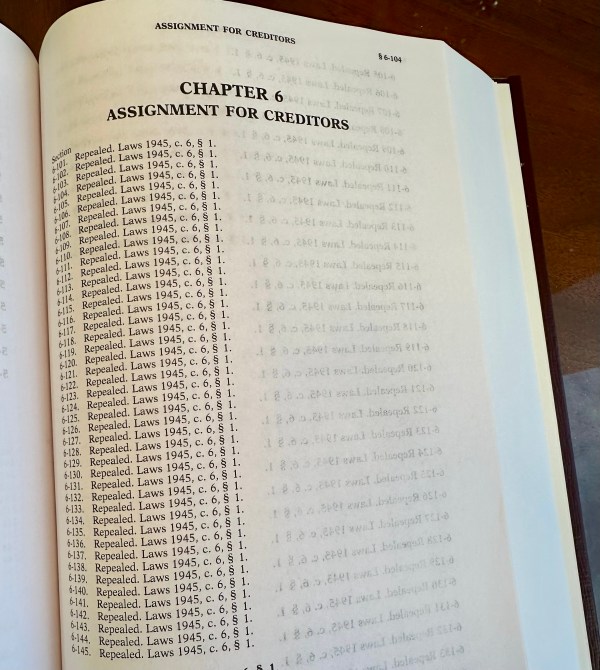 ASSIGNMENT FOR CREDITORS
§ 6-104
CHAPTER 6
ASSIGNMENT FOR CREDITORS
Section
6-101. Repealed. Laws 1945, c. 6, § 1.
6-102. Repealed. Laws 1945, c. 6, § 1.
6-103. Repealed. Laws 1945, c. 6, § 1.
6-104. Repealed. Laws 1945, c. 6, § 1.
6-105. Repealed. Laws 1945, c. 6, § 1.
6-106. Repealed. Laws 1945, c. 6, § 1.
6-107. Repealed. Laws 1945, c. 6, § 1.
6-108. Repealed. Laws 1945, c. 6, § 1.
6-109. Repealed. Laws 1945, c. 6, § 1.
6-110. Repealed. Laws 1945, c. 6, § 1.
6-111. Repealed. Laws 1945, c. 6, § 1.
6-112. Repealed. Laws 1945, c. 6, § 1.
6-113. Repealed. Laws 1945, c. 6, § 1.
6-114. Repealed. Laws 1945, c. 6, § 1.
6-115. Repealed. Laws 1945, c. 6, § 1.
6-116. Repealed. Laws 1945, c. 6, § 1.
6-117. Repealed. Laws 1945, c. 6, § 1.
6-118. Repealed. Laws 1945, c. 6, § 1.
6-119. Repealed. Laws 1945, c. 6, § 1.
6-120. Repealed. Laws 1945, c. 6, § 1.
6-121. Repealed. Laws 1945, c. 6, § 1.
6-122. Repealed. Laws 1945, c. 6, § 1.
6-123. Repealed. Laws 1945, c. 6, § 1.
6-124. Repealed. Laws 1945, c. 6, § 1.
6-125. Repealed. Laws 1945, c. 6, § 1.
6-126. Repealed. Laws 1945, c. 6, § 1.
6-127. Repealed. Laws 1945, c. 6, § 1.
6-128. Repealed. Laws 1945, c. 6, § 1.
6-129. Repealed. Laws 1945, c. 6, § 1.
6-130. Repealed. Laws 1945, c. 6, § 1.
6-131. Repealed. Laws 1945, c. 6, § 1.
6-132. Repealed. Laws 1945, c. 6, § 1.
6-133. Repealed. Laws 1945, c. 6, § 1.
6-134. Repealed. Laws 1945, c. 6, § 1.
6-135. Repealed. Laws 1945, c. 6, § 1.
6-136. Repealed. Laws 1945, c. 6, § 1.
6-137. Repealed. Laws 1945, c. 6, § 1.
6-138. Repealed. Laws 1945, c. 6, § 1.
6-139. Repealed. Laws 1945, c. 6, § 1.
6-140. Repealed. Laws 1945, c. 6, § 1.
6-141. Repealed. Laws 1945, c. 6, § 1.
6-142. Repealed. Laws 1945, c. 6, § 1.
6-143. Repealed. Laws 1945, c. 6, § 1.
6-144. Repealed. Laws 1945, c. 6, § 1.
6-145. Repealed. Laws 1945, c. 6, § 1.
6, § 1.